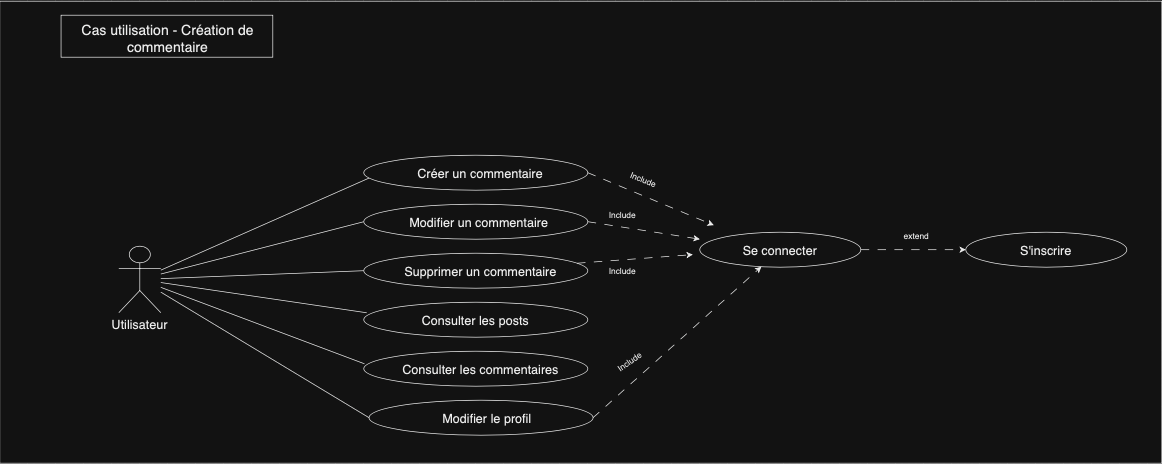 Cas utilisation - Création de
commentaire
Créer un commentaire
Include
Modifier un commentaire
Include
Se connecter
extend
S'inscrire
Supprimer un commentaire
Include
Utilisateur
Consulter les posts
Consulter les commentaires
Include
Modifier le profil